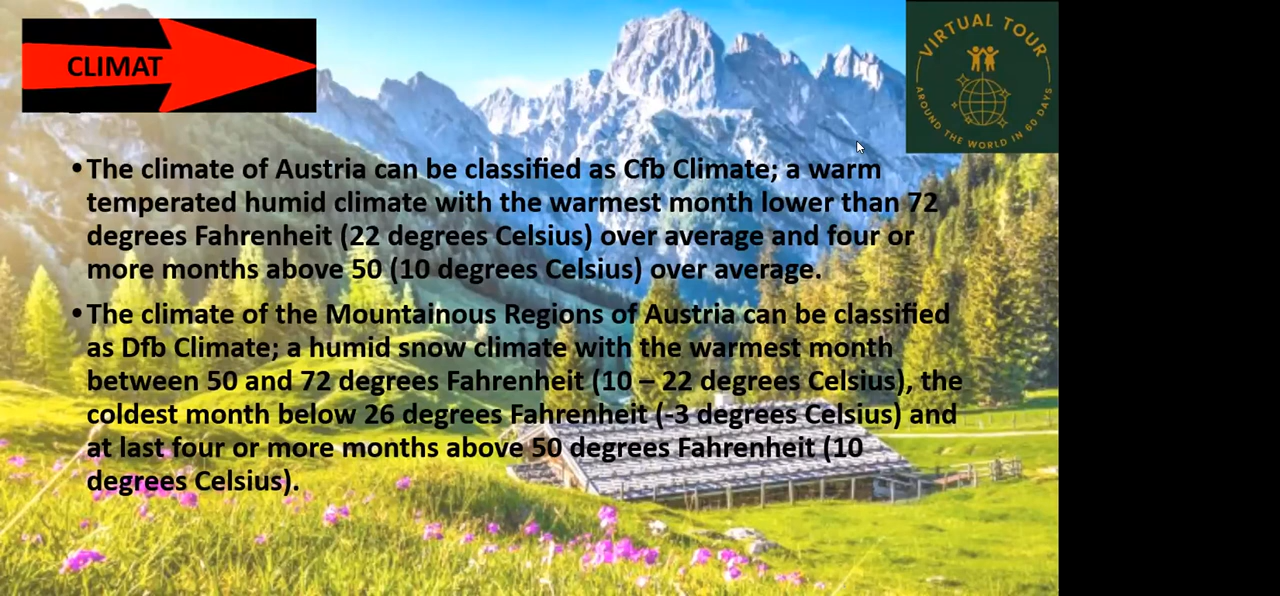 CLIMAT
VIRTUAL TOUR
AROUND THE WORLD IN 60 DAYS
•The climate of Austria can be classified as Cfb Climate; a warm
temperated humid climate with the warmest month lower than 72
degrees Fahrenheit (22 degrees Celsius) over average and four or
more months above 50 (10 degrees Celsius) over average.
•The climate of the Mountainous Regions of Austria can be classified
as Dfb Climate; a humid snow climate with the warmest month
between 50 and 72 degrees Fahrenheit (10 – 22 degrees Celsius), the
coldest month below 26 degrees Fahrenheit (-3 degrees Celsius) and
at last four or more months above 50 degrees Fahrenheit (10
degrees Celsius).